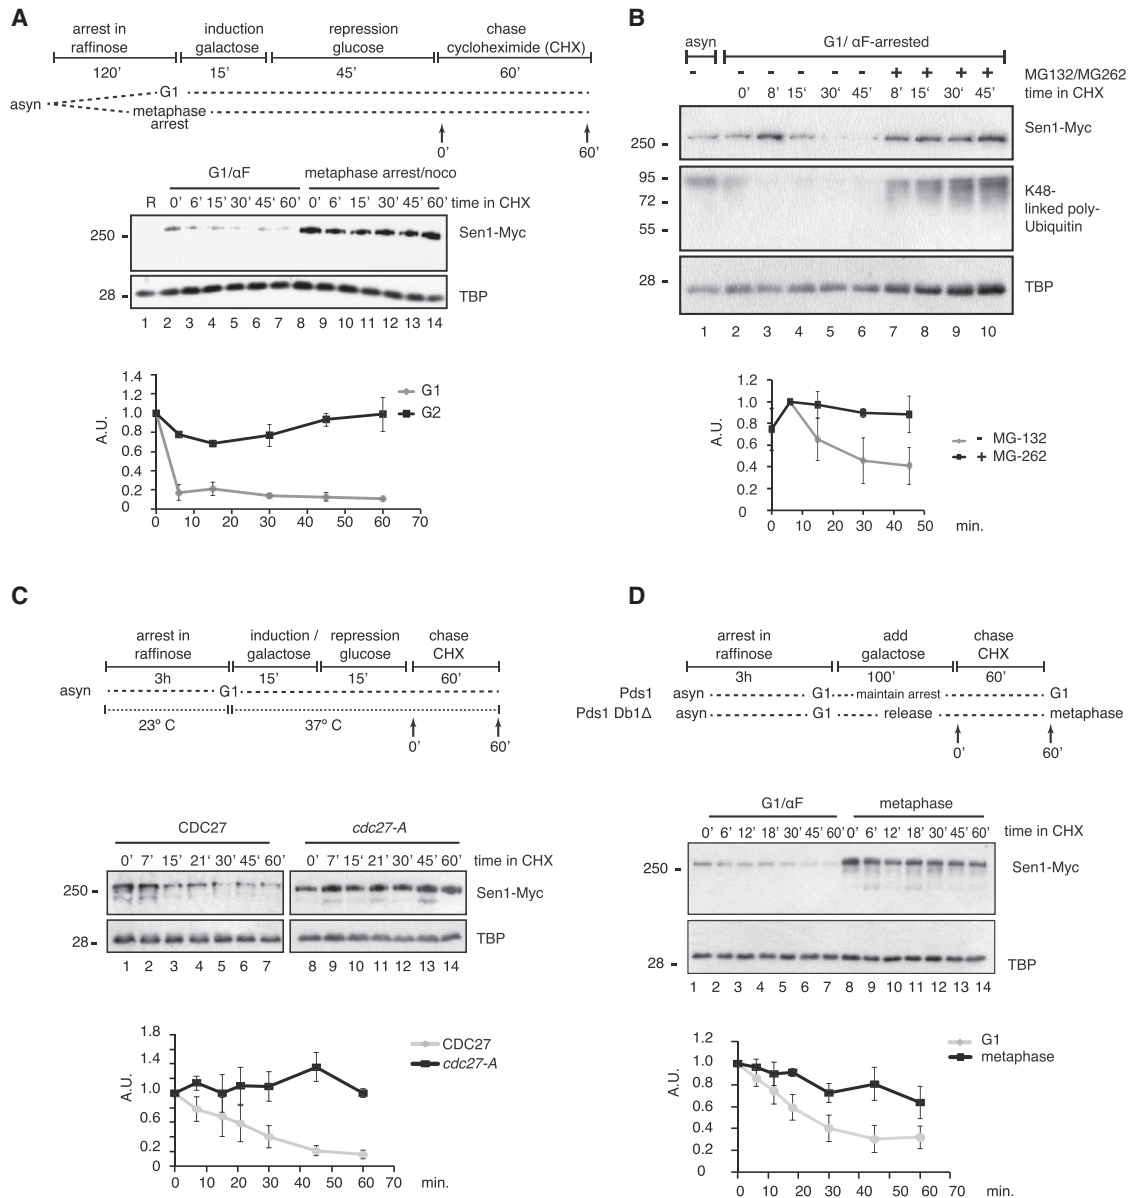 A
arrest in raffinose
induction galactose
repression glucose
chase cycloheximide (CHX)
120’ 15’ 45’ 60’
asyn
G1
metaphase arrest
0’ 60’
G1/αF metaphase arrest/noco
R 0’ 6’ 15’ 30’ 45‘ 60’ 0’ 6’ 15’ 30’ 45’ 60’ time in CHX
250 Sen1-Myc
28 TBP
1 2 3 4 5 6 7 8 9 10 11 12 13 14
1.4
1.2
1.0
0.8
0.6
0.4
0.2
0
A.U.
G1
G2
0 10 20 30 40 50 60 70
B
asyn G1/ αF-arrested
- - - - - - + + + + MG132/MG262
0’ 8’ 15‘ 30‘ 45‘ 8’ 15‘ 30‘ 45‘ time in CHX
250 Sen1-Myc
95
72
55
K48-
linked poly-
Ubiquitin
28 TBP
1 2 3 4 5 6 7 8 9 10
1.2
1.0
0.8
0.6
0.4
0.2
0
A.U.
- MG-132
+ MG-262
0 10 20 30 40 50 min.
C
arrest in raffinose
induction / galactose
repression glucose
chase CHX
3h 15’ 15’ 60’
asyn G1
23º C 37º C
0’ 60’
CDC27 cdc27-A
0’ 7’ 15’ 21‘ 30’ 45‘ 60’ 0’ 7’ 15‘ 21’ 30’ 45’ 60’ time in CHX
250 Sen1-Myc
28 TBP
1 2 3 4 5 6 7 8 9 10 11 12 13 14
1.8
1.4
1.0
0.6
0.2
0
A.U.
CDC27
cdc27-A
0 10 20 30 40 50 60 70 min.
D
arrest in raffinose
add galactose
chase CHX
3h 100’ 60’
Pds1 asyn G1 maintain arrest G1
Pds1 Db1Δ asyn G1 release metaphase
0’ 60’
G1/αF metaphase
0’ 6’ 12’ 18’ 30’ 45’ 60’ 0’ 6’ 12’ 18’ 30’ 45’ 60’ time in CHX
250 Sen1-Myc
28 TBP
1 2 3 4 5 6 7 8 9 10 11 12 13 14
1.2
1.0
0.8
0.6
0.4
0.2
0
A.U.
G1
metaphase
0 10 20 30 40 50 60 70 min.